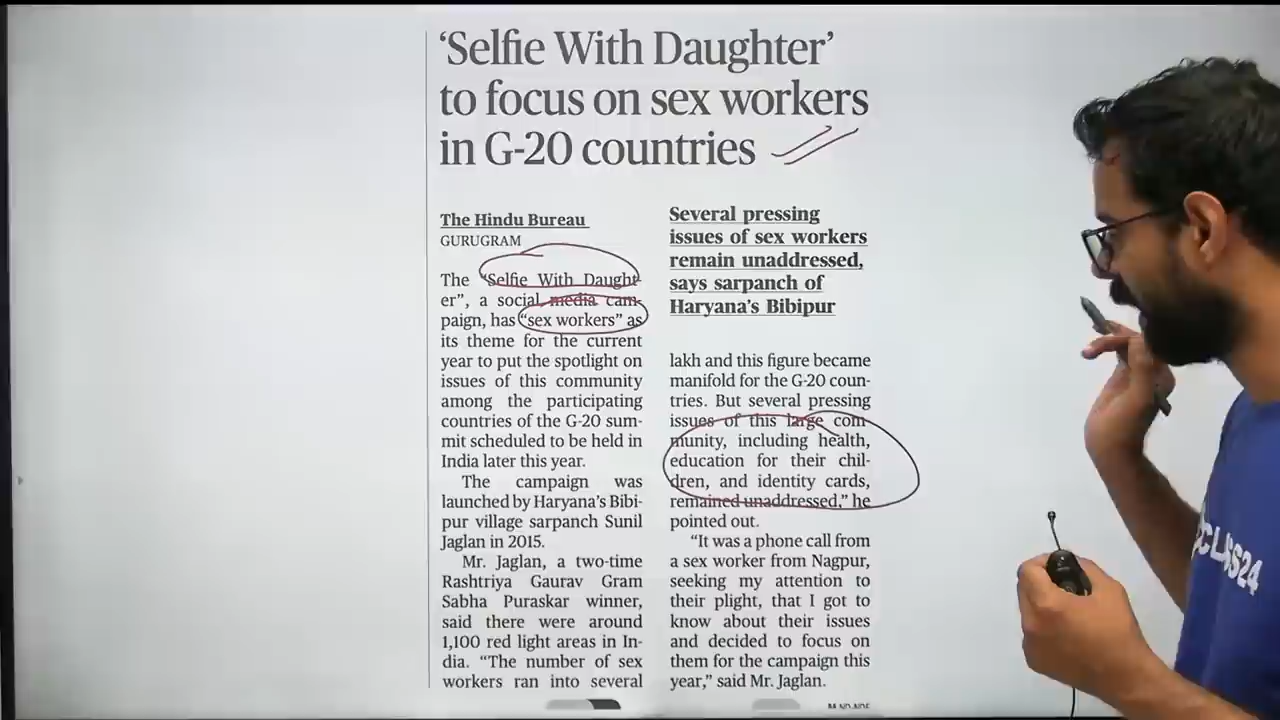 ‘Selfie With Daughter’
to focus on sex workers
in G-20 countries
The Hindu Bureau
GURUGRAM
The “Selfie With Daught-
er”, a social media cam-
paign, has “sex workers” as
its theme for the current
year to put the spotlight on
issues of this community
among the participating
countries of the G-20 sum-
mit scheduled to be held in
India later this year.
The campaign was
launched by Haryana’s Bibi-
pur village sarpanch Sunil
Jaglan in 2015.
Mr. Jaglan, a two-time
Rashtriya Gaurav Gram
Sabha Puraskar winner,
said there were around
1,100 red light areas in In-
dia. “The number of sex
workers ran into several
Several pressing
issues of sex workers
remain unaddressed,
says sarpanch of
Haryana’s Bibipur
lakh and this figure became
manifold for the G-20 coun-
tries. But several pressing
issues of this large com
munity, including health,
education for their chil-
dren, and identity cards,
remained unaddressed,” he
pointed out.
“It was a phone call from
a sex worker from Nagpur,
seeking my attention to
their plight, that I got to
know about their issues
and decided to focus on
them for the campaign this
year,” said Mr. Jaglan.